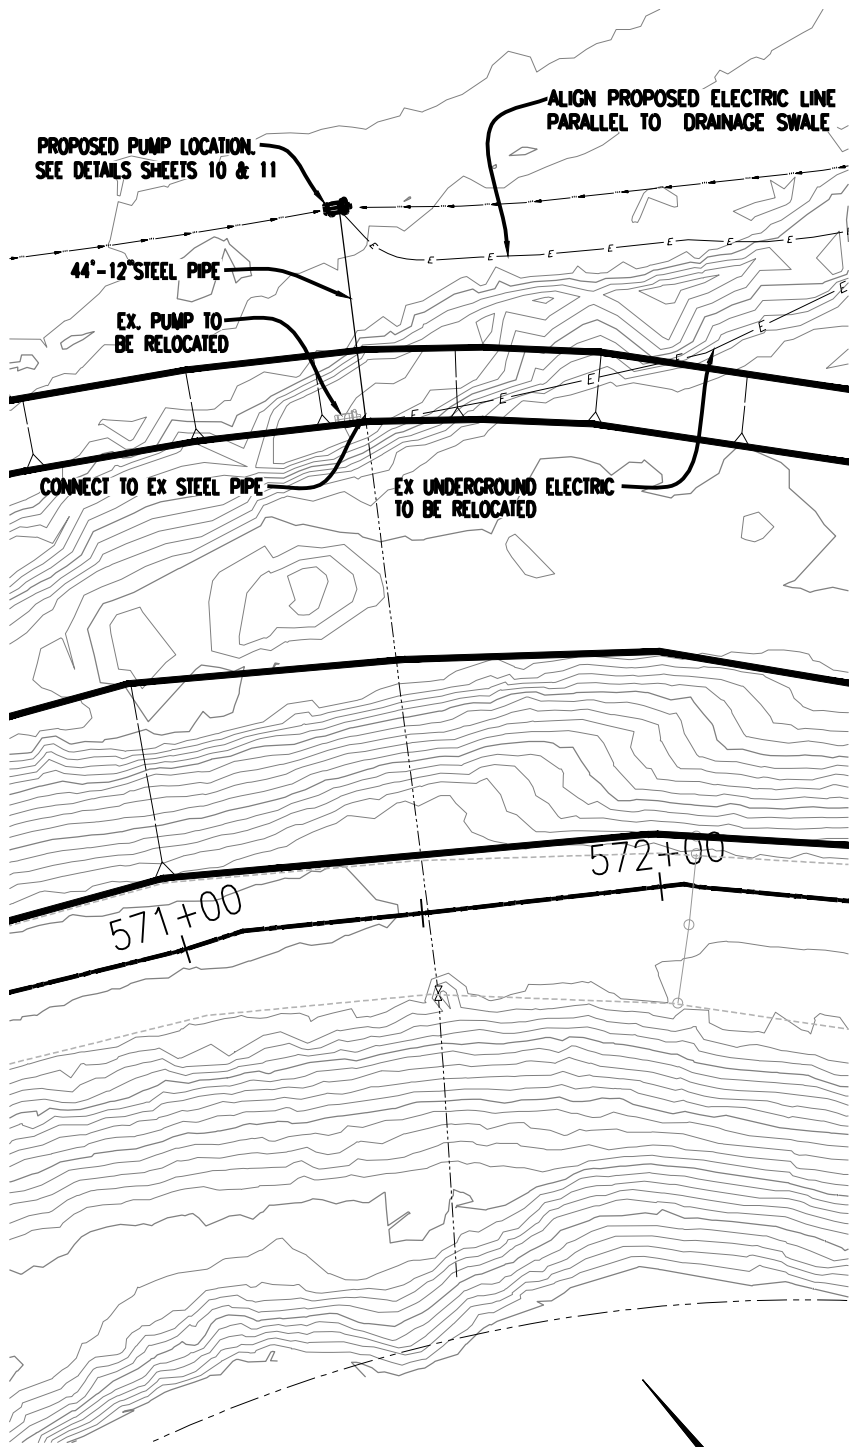 ALIGN PROPOSED ELECTRIC LINE
PARALLEL TO DRAINAGE SWALE
PROPOSED PUMP LOCATION.
SEE DETAILS SHEETS 10 & 11
E E E E E E E E
44'-12"STEEL PIPE
E
EX. PUMP TO
BE RELOCATED
E
E
E
E
E
E
CONNECT TO EX STEEL PIPE
EX UNDERGROUND ELECTRIC
TO BE RELOCATED
572+00
571+00